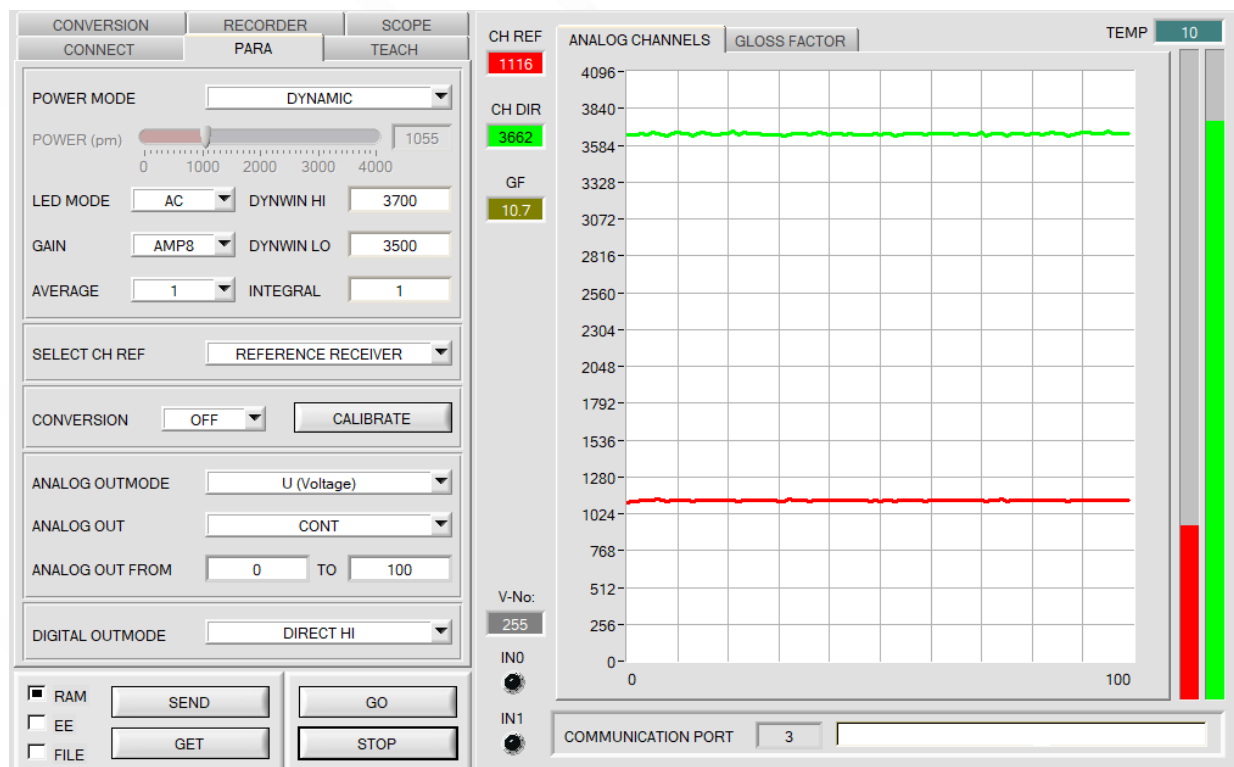 CONVERSION RECORDER SCOPE
CONNECT PARA TEACH
POWER MODE DYNAMIC
POWER (pm) 1055
0 1000 2000 3000 4000
LED MODE AC DYNWIN HI 3700
GAIN AMP8 DYNWIN LO 3500
AVERAGE 1 INTEGRAL 1
SELECT CH REF REFERENCE RECEIVER
CONVERSION OFF CALIBRATE
ANALOG OUTMODE U (Voltage)
ANALOG OUT CONT
ANALOG OUT FROM 0 TO 100
DIGITAL OUTMODE DIRECT HI
RAM
EE
FILE
SEND
GET
GO
STOP
CH REF
1116
CH DIR
3662
GF
10.7
V-No:
255
IN0
IN1
ANALOG CHANNELS GLOSS FACTOR
TEMP 10
4096
3840
3584
3328
3072
2816
2560
2304
2048
1792
1536
1280
1024
768
512
256
0
0 100
COMMUNICATION PORT 3